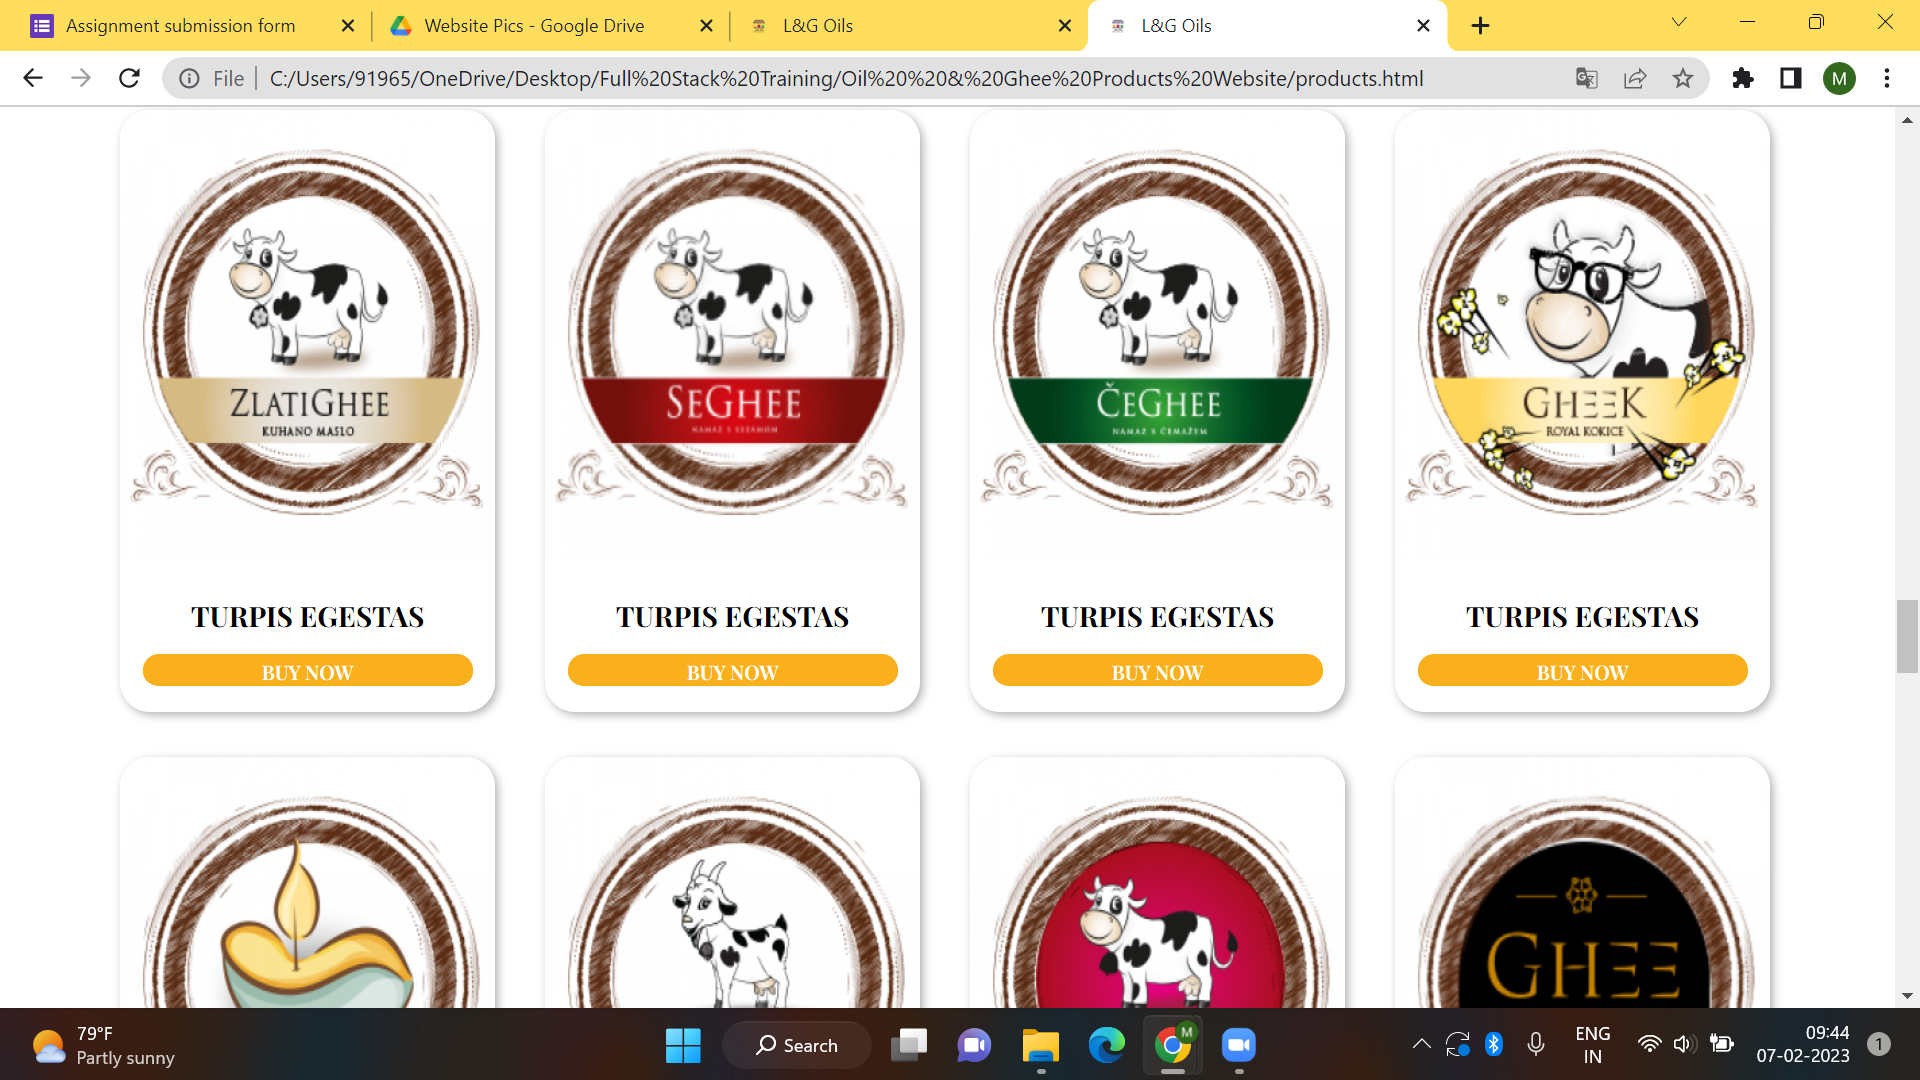 Assignment submission form
Website Pics - Google Drive
L&G Oils
L&G Oils
File
C:/Users/91965/OneDrive/Desktop/Full%20Stack%20Training/Oil%20%20&%20Ghee%20Products%20Website/products.html
M
ZLATIGHEE
KUHANO MASLO
SEGHEE
NAMAZ S SEZAMOM
ČEGHEE
NAMAZ S ČEMAŽEM
GHEEK
ROYAL KOKICE
TURPIS EGESTAS
TURPIS EGESTAS
TURPIS EGESTAS
TURPIS EGESTAS
BUY NOW
BUY NOW
BUY NOW
BUY NOW
GHEE
79°F
Partly sunny
Search
M
ENG
IN
09:44
07-02-2023
1